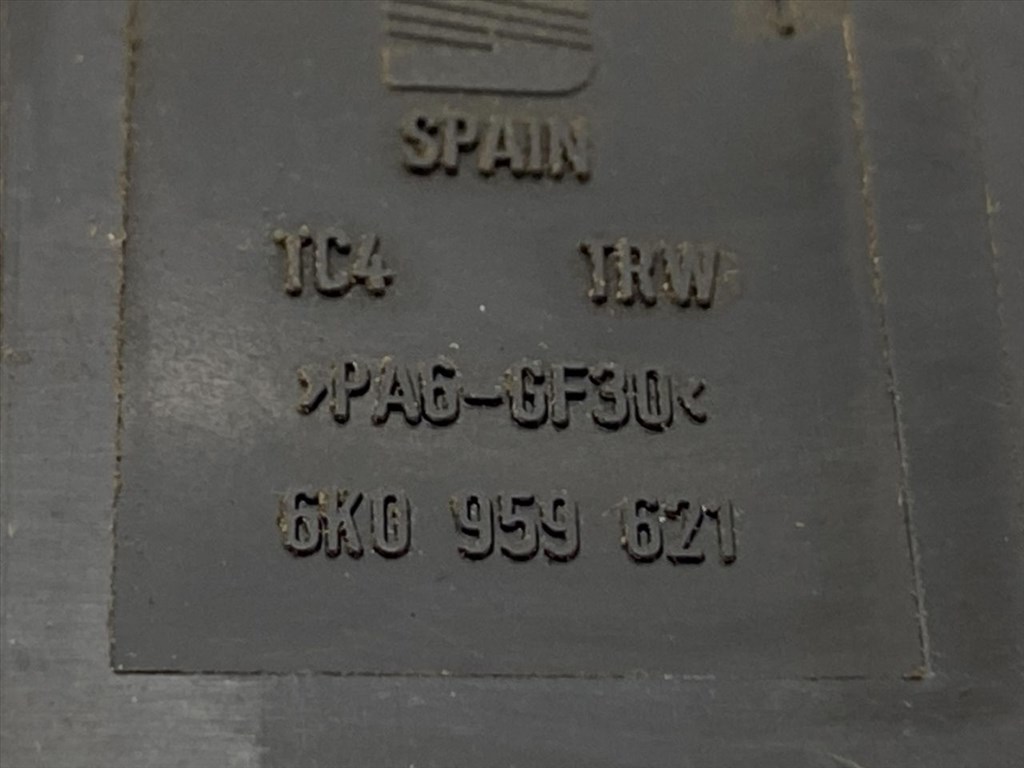 SPAIN
TC4 TRW
>PA6-GF30<
6K0 959 621